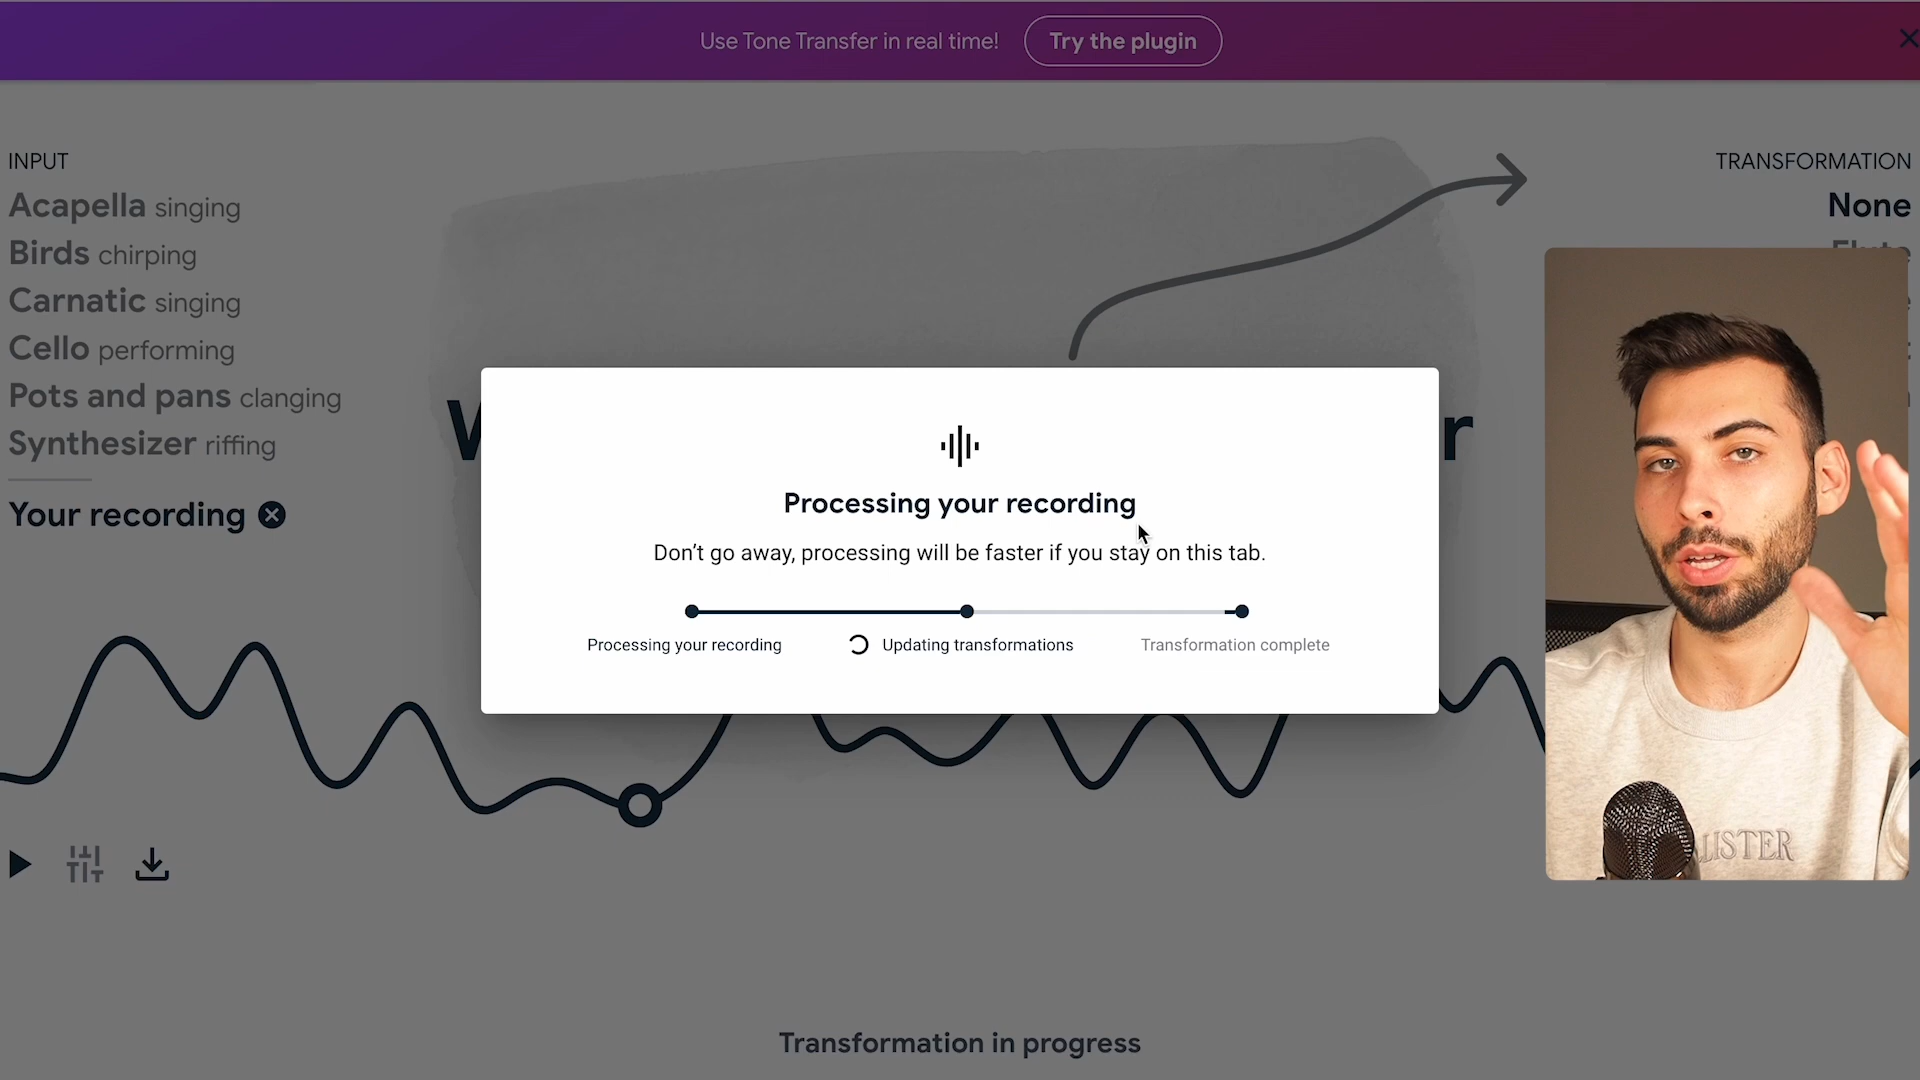 Use Tone Transfer in real time!
Try the plugin
INPUT
Acapella singing
Birds chirping
Carnatic singing
Cello performing
Pots and pans clanging
Synthesizer riffing
Your recording
TRANSFORMATION
None
Processing your recording
Don’t go away, processing will be faster if you stay on this tab.
Processing your recording
Updating transformations
Transformation complete
Transformation in progress